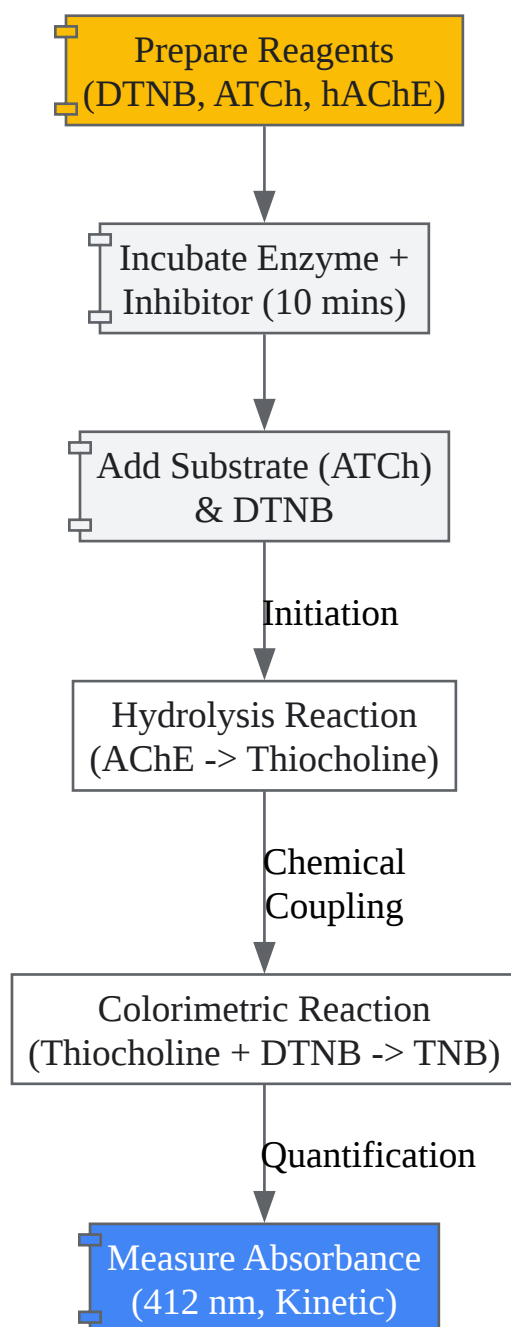 Prepare Reagents
(DTNB, ATCh, hAChE)
Incubate Enzyme +
Inhibitor (10 mins)
Add Substrate (ATCh)
& DTNB
Initiation
Hydrolysis Reaction
(AChE -> Thiocholine)
Chemical
Coupling
Colorimetric Reaction
(Thiocholine + DTNB -> TNB)
Quantification
Measure Absorbance
(412 nm, Kinetic)